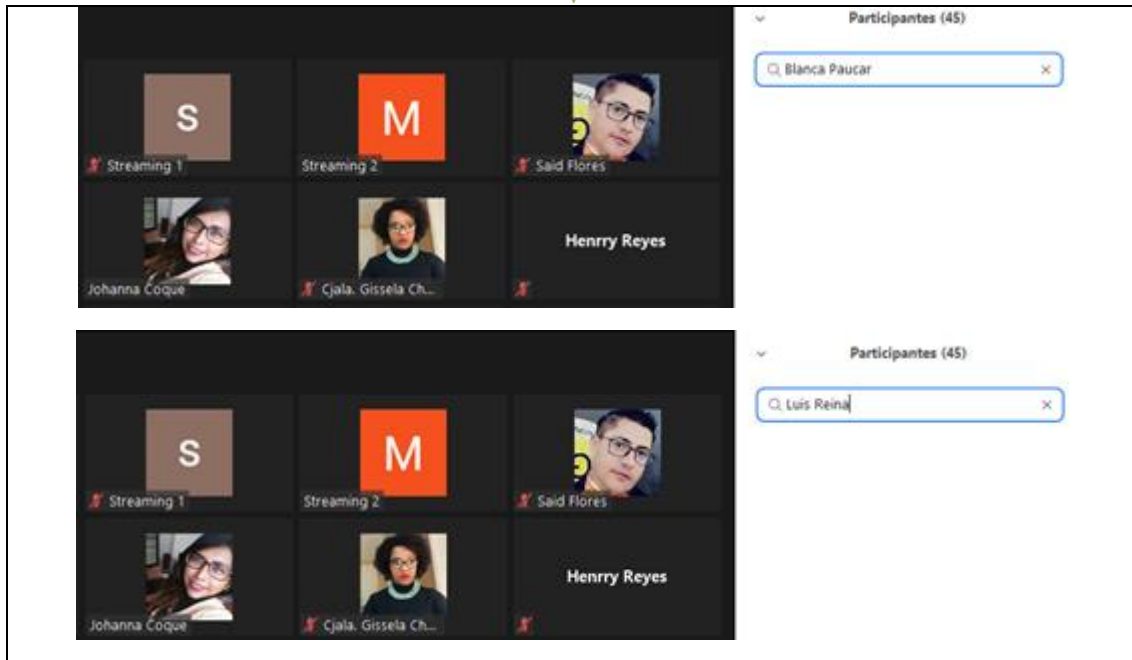 Participantes (45)
Blanca Paucar
S
M
Streaming 1
Streaming 2
Said Flores
Henrry Reyes
Johanna Coque
Cjala. Gissela Ch...
Participantes (45)
Luis Reina
S
M
Streaming 1
Streaming 2
Said Flores
Henrry Reyes
Johanna Coque
Cjala. Gissela Ch...